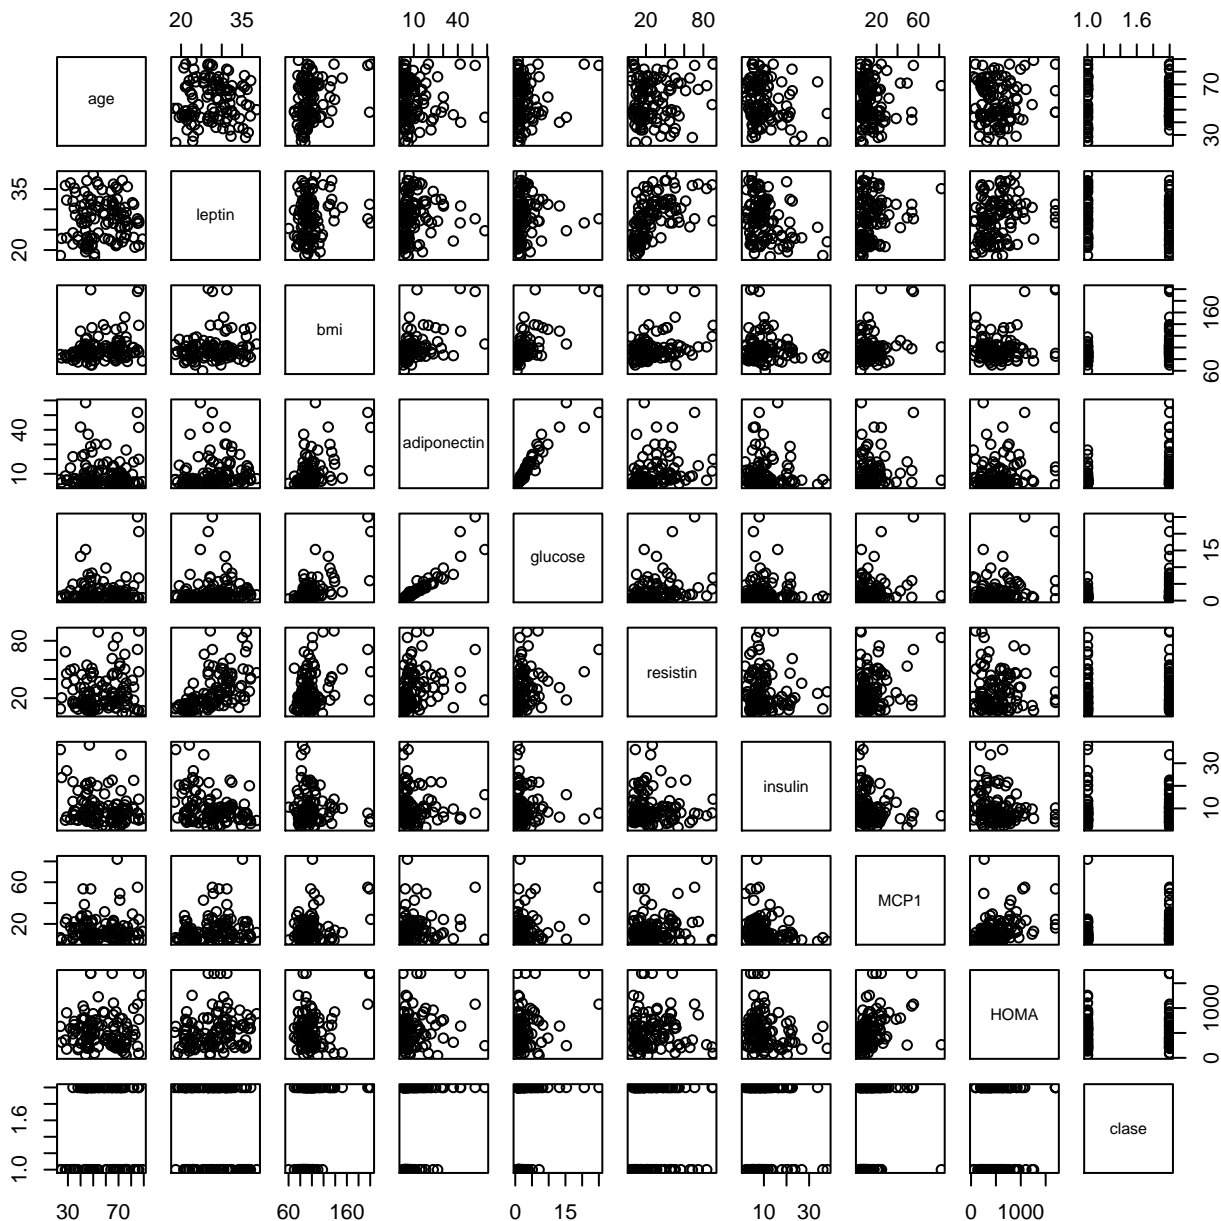 20 35 10 40 20 80 20 60 1.0 1.6
age 30 70
20 35 leptin
bmi 60 160
10 40 adiponectin
glucose 0 15
20 80 resistin
insulin 10 30
20 60 MCP1
HOMA 0 1000
1.0 1.6 clase
30 70 60 160 0 15 10 30 0 1000